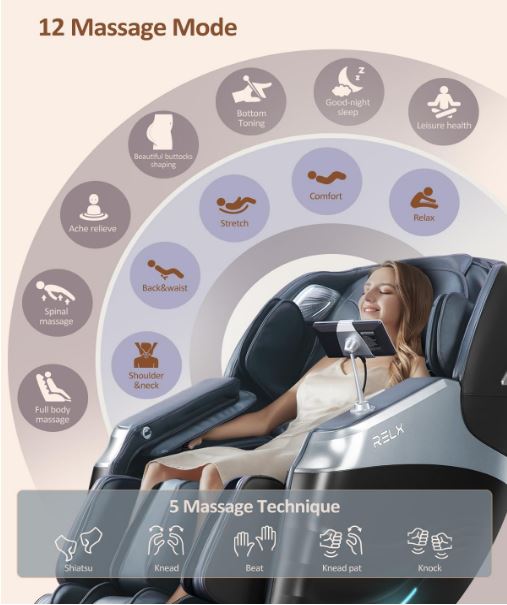 12 Massage Mode
Good-night
sleep
Bottom
Toning
Leisure health
Beautiful buttocks
shaping
Comfort
Stretch
Relax
Ache relieve
Back&waist
Spinal
massage
Shoulder
&neck
Full body
massage
RELX
5 Massage Technique
Shiatsu
Knead
Beat
Knead pat
Knock